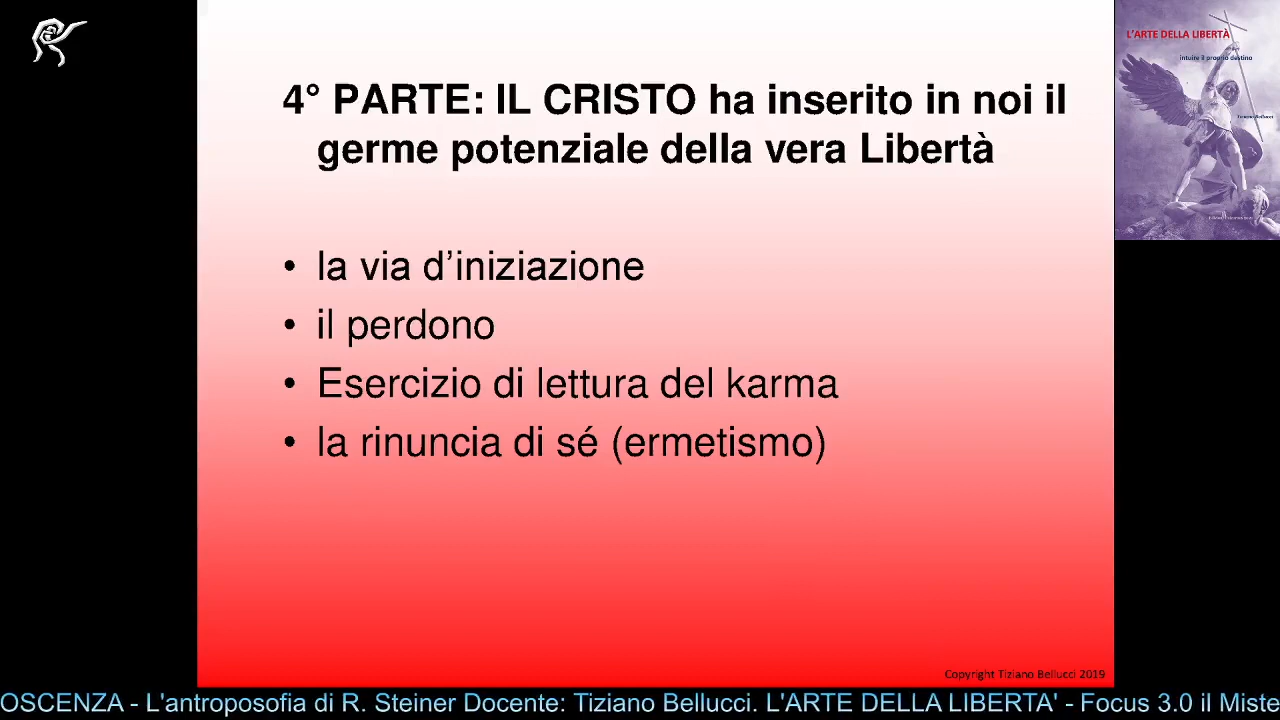 L'ARTE DELLA LIBERTÀ
intuire il proprio destino
Tiziano Bellucci
4° PARTE: IL CRISTO ha inserito in noi il
germe potenziale della vera Libertà
• la via d’iniziazione
• il perdono
• Esercizio di lettura del karma
• la rinuncia di sé (ermetismo)
Copyright Tiziano Bellucci 2019
OSCENZA - L'antroposofia di R. Steiner Docente: Tiziano Bellucci. L'ARTE DELLA LIBERTA' - Focus 3.0 il Miste